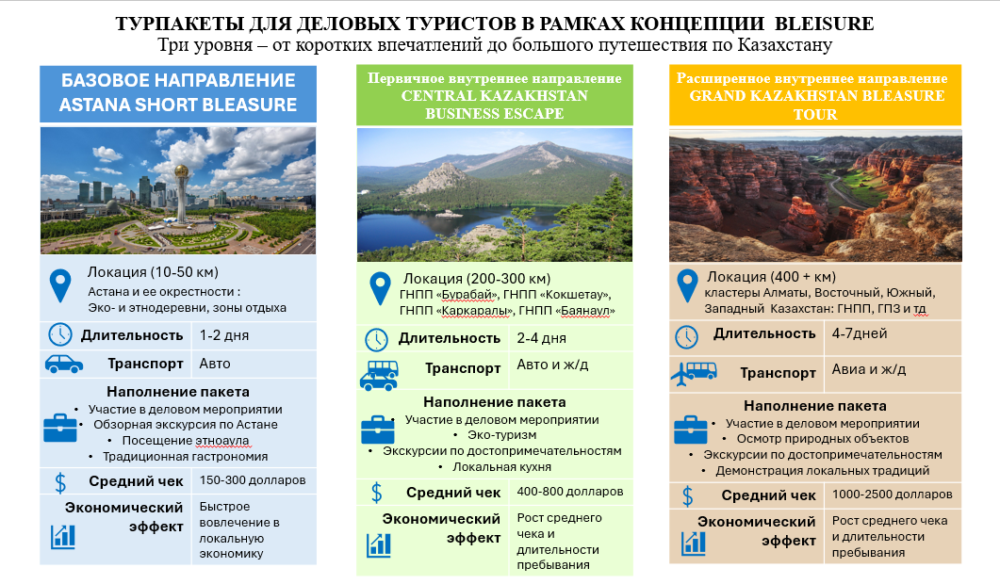 ТУРПАКЕТЫ ДЛЯ ДЕЛОВЫХ ТУРИСТОВ В РАМКАХ КОНЦЕПЦИИ BLEISURE
Три уровня – от коротких впечатлений до большого путешествия по Казахстану
БАЗОВОЕ НАПРАВЛЕНИЕ
ASTANA SHORT BLEASURE
Локация (10-50 км)
Астана и ее окрестности :
Эко- и этнодеревни, зоны отдыха
Длительность
1-2 дня
Транспорт
Авто
Наполнение пакета
• Участие в деловом мероприятии
• Обзорная экскурсия по Астане
• Посещение этноаула
• Традиционная гастрономия
Средний чек
150-300 долларов
Экономический
эффект
Быстрое
вовлечение в
локальную
экономику
Первичное внутреннее направление
CENTRAL KAZAKHSTAN
BUSINESS ESCAPE
Локация (200-300 км)
ГНПП «Бурабай», ГНПП «Кокшетау»,
ГНПП «Каркаралы», ГНПП «Баянаул»
Длительность
2-4 дня
Транспорт
Авто и ж/д
Наполнение пакета
• Участие в деловом мероприятии
• Эко-туризм
• Экскурсии по достопримечательностям
• Локальная кухня
Средний чек
400-800 долларов
Экономический
эффект
Рост среднего
чека и
длительности
пребывания
Расширенное внутреннее направление
GRAND KAZAKHSTAN BLEASURE
TOUR
Локация (400 + км)
кластеры Алматы, Восточный, Южный,
Западный Казахстан: ГНПП, ГПЗ и тд
Длительность
4-7дней
Транспорт
Авиа и ж/д
Наполнение пакета
• Участие в деловом мероприятии
• Осмотр природных объектов
• Экскурсии по достопримечательностям
• Демонстрация локальных традиций
Средний чек
1000-2500 долларов
Экономический
эффект
Рост среднего чека
и длительности
пребывания